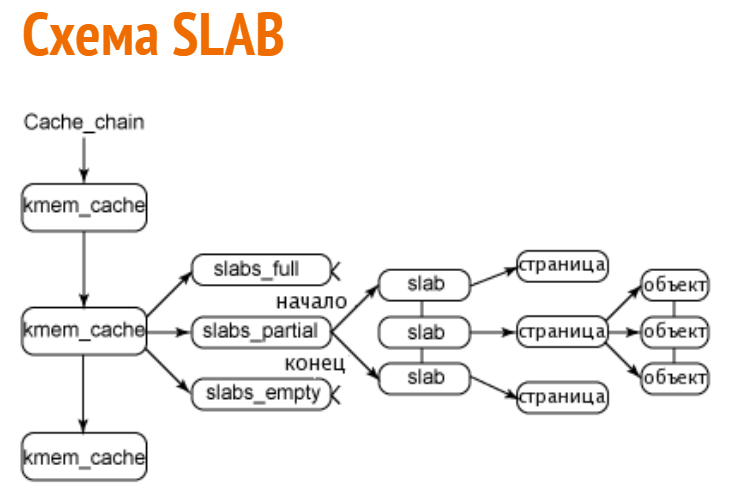 Схема SLAB
Cache_chain
kmem_cache
kmem_cache
kmem_cache
slabs_full
начало
slabs_partial
конец
slabs_empty
slab
slab
slab
страница
страница
страница
объект
объект
объект